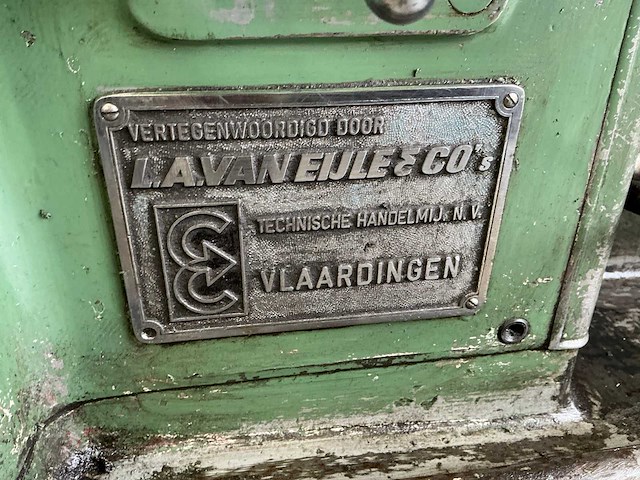 VERTEGENWOORDIGD DOOR
L.A.VAN EIJLE & CO's
TECHNISCHE HANDELMIJ. N.V.
VLAARDINGEN